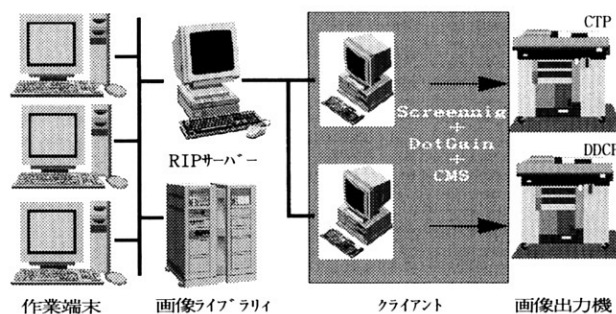 CTP
Screennig
+
DotGain
+
CMS
RIPサーバー
DDCP
作業端末
画像ライブラリィ
クライアント
画像出力機